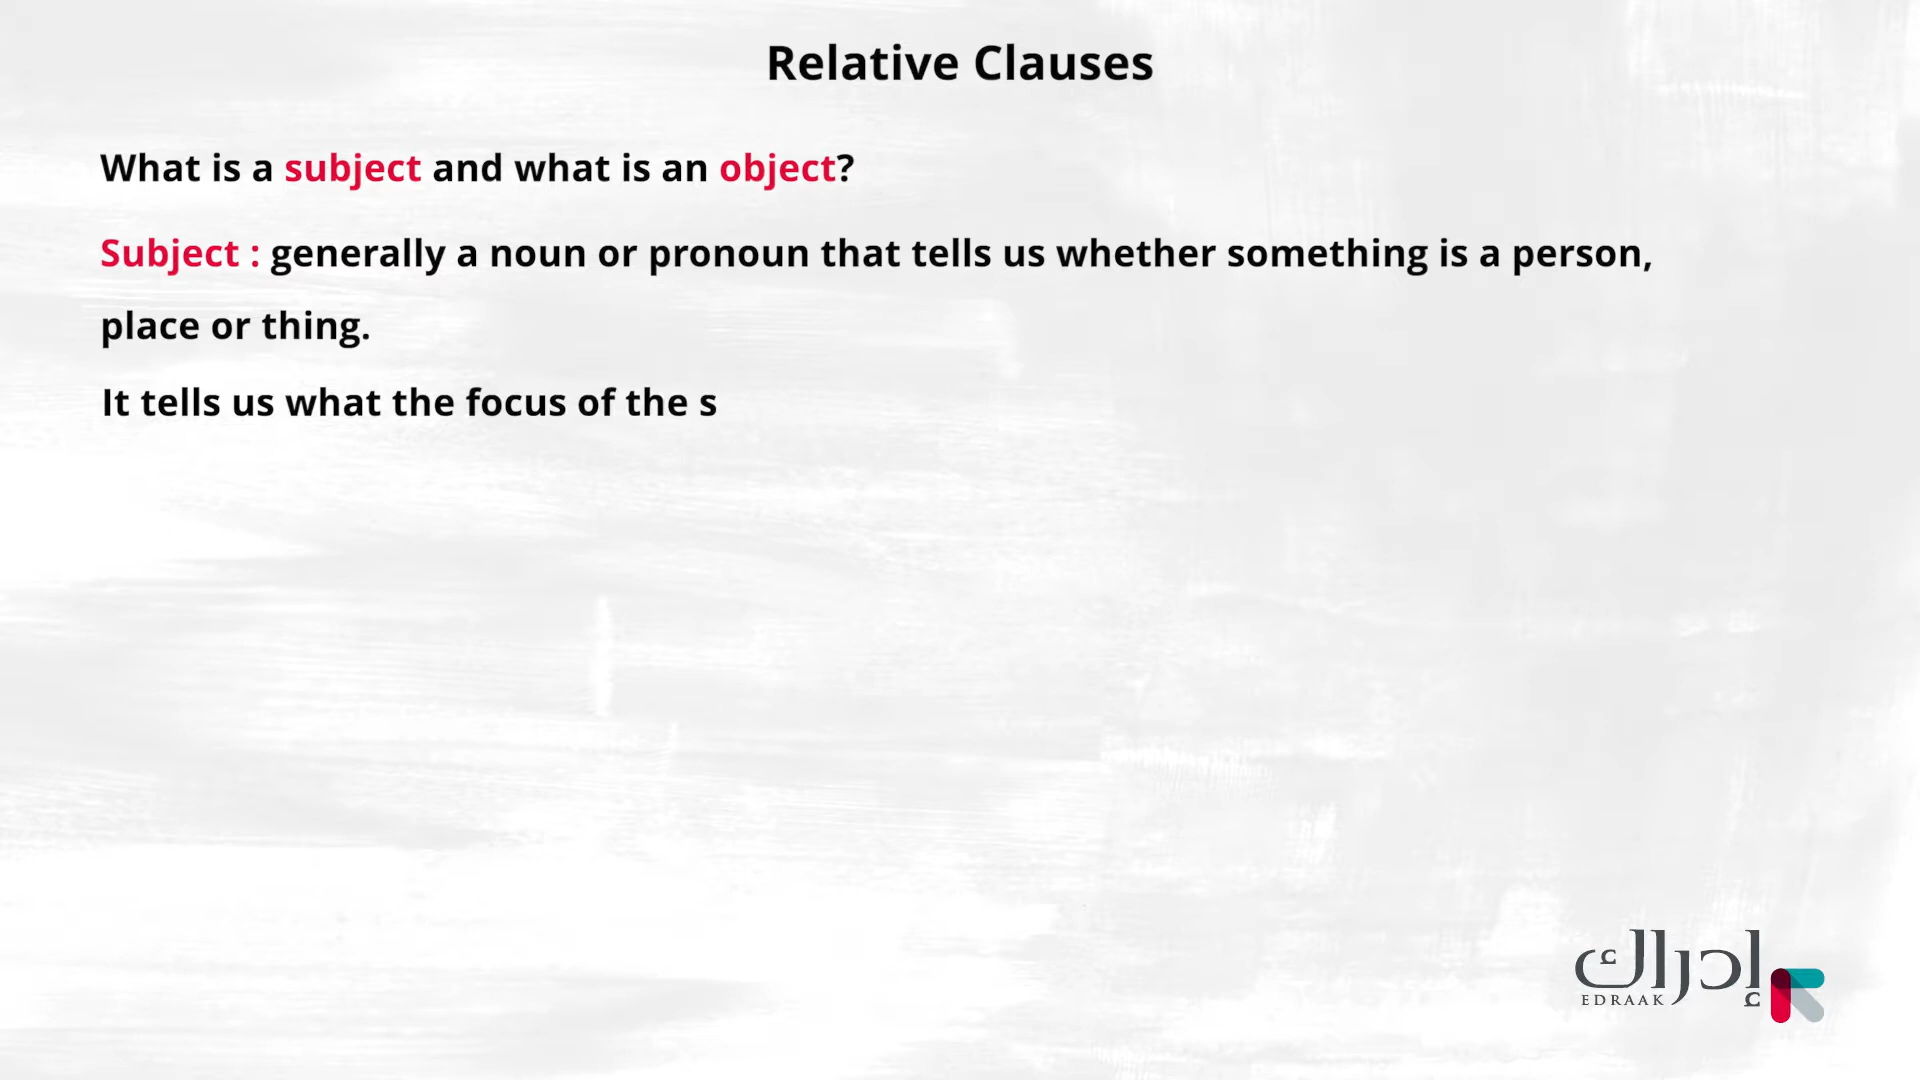 Relative Clauses
What is a subject and what is an object?
Subject : generally a noun or pronoun that tells us whether something is a person,
place or thing.
It tells us what the focus of the s
إدراك
EDRAAK